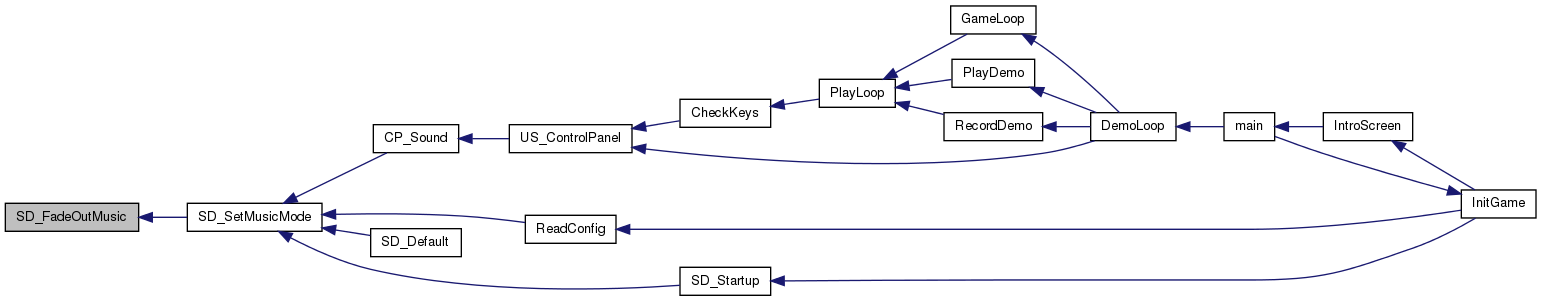 GameLoop
PlayDemo
PlayLoop
CheckKeys
RecordDemo
DemoLoop
main
IntroScreen
CP_Sound
US_ControlPanel
InitGame
SD_FadeOutMusic
SD_SetMusicMode
ReadConfig
SD_Default
SD_Startup